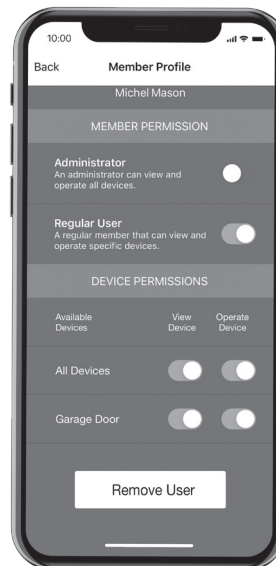 10:00
Back Member Profile
Michel Mason
MEMBER PERMISSION
Administrator
An administrator can view and
operate all devices.
Regular User
A regular member that can view and
operate specific devices.
DEVICE PERMISSIONS
Available View Operate
Devices Device Device
All Devices
Garage Door
Remove User